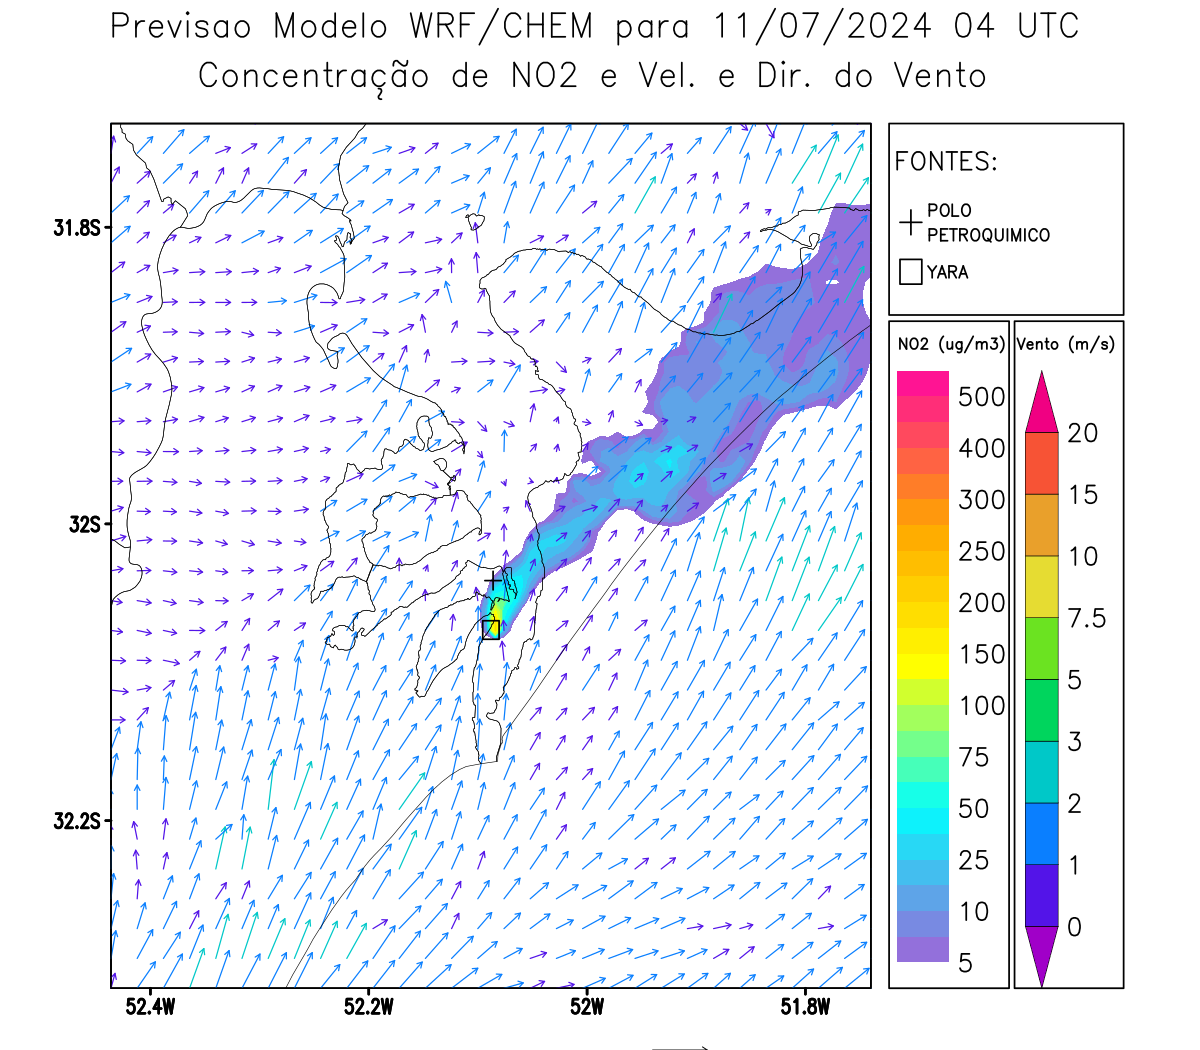 Previsao Modelo WRF/CHEM para 11/07/2024 04 UTC
Concentração de NO2 e Vel. e Dir. do Vento
FONTES:
POLO
PETROQUIMICO
YARA
31.8S
32S
32.2S
52.4W
52.2W
52W
51.8W
NO2 (ug/m3)
500
400
300
250
200
150
100
75
50
25
10
5
Vento (m/s)
20
15
10
7.5
5
3
2
1
0